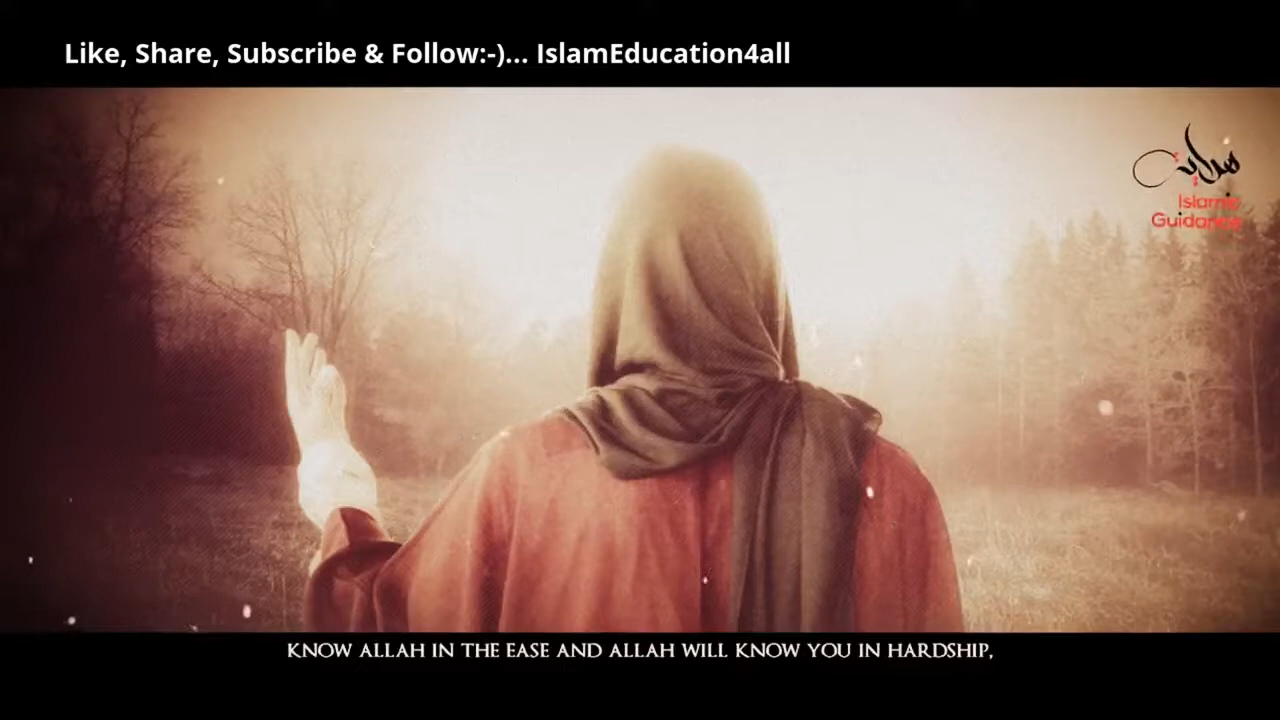 Like, Share, Subscribe & Follow:-)... IslamEducation4all
هداية
Islamic
Guidance
KNOW ALLAH IN THE EASE AND ALLAH WILL KNOW YOU IN HARDSHIP,